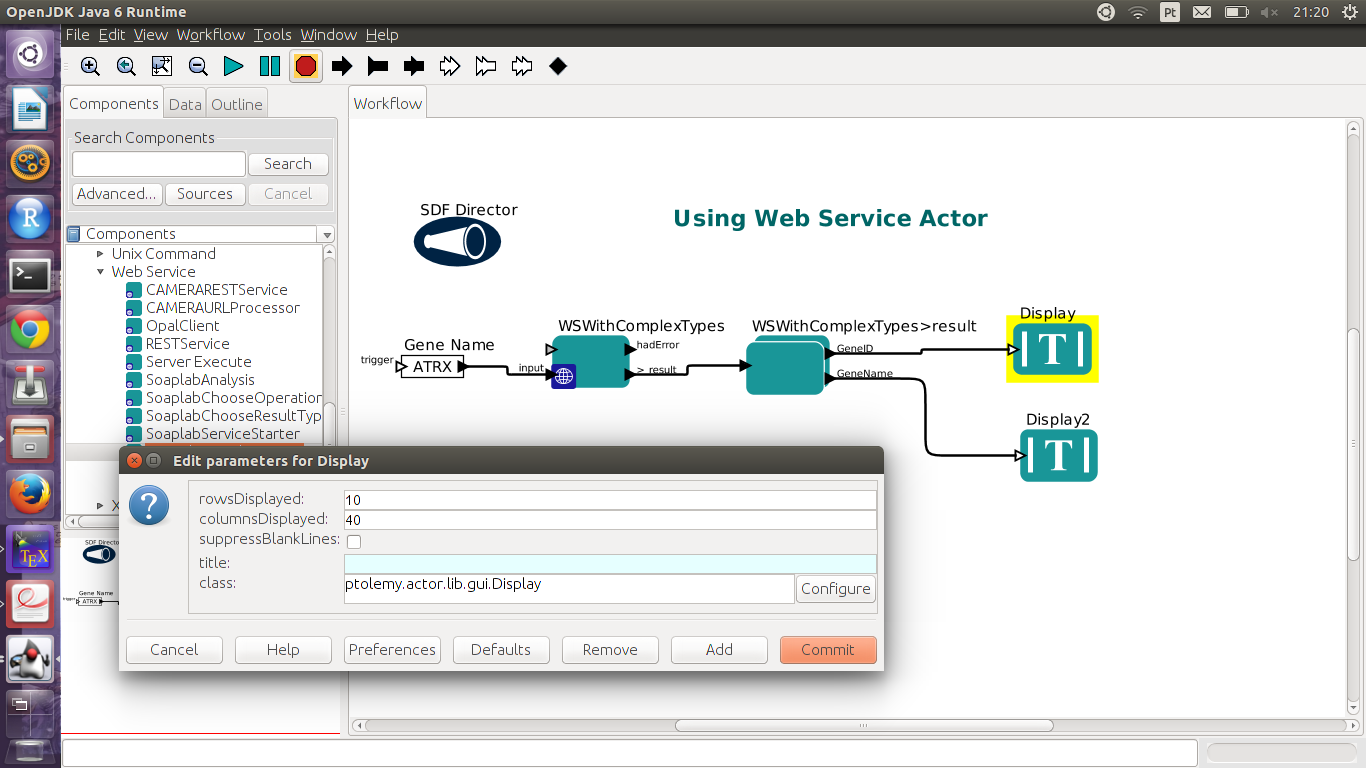 OpenJDK Java 6 Runtime
Pt
21:20
File Edit View Workflow Tools Window Help
Components Data Outline
Workflow
Search Components
Search
Advanced... Sources Cancel
Components
Unix Command
Web Service
CAMERARESTService
CAMERAURLProcessor
OpalClient
RESTService
Server Execute
SoaplabAnalysis
SoaplabChooseOperation
SoaplabChooseResultTyp
SoaplabServiceStarter
X
SDF Director
Using Web Service Actor
Gene Name
trigger
ATRX
WSWithComplexTypes
input
hadError
> result
WSWithComplexTypes>result
GeneID
GeneName
Display
T
Display2
T
SDF Director
Gene Name
trigger
ATRX
R
TEX
Edit parameters for Display
?
rowsDisplayed: 10
columnsDisplayed: 40
suppressBlankLines:
title:
class: ptolemy.actor.lib.gui.Display Configure
Cancel Help Preferences Defaults Remove Add Commit